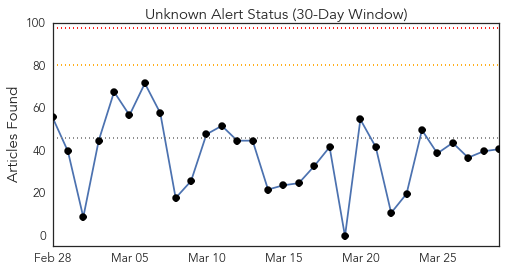 Unknown Alert Status (30-Day Window)
100
80
60
40
20
0
Articles Found
Feb 28 Mar 05 Mar 10 Mar 15 Mar 20 Mar 25